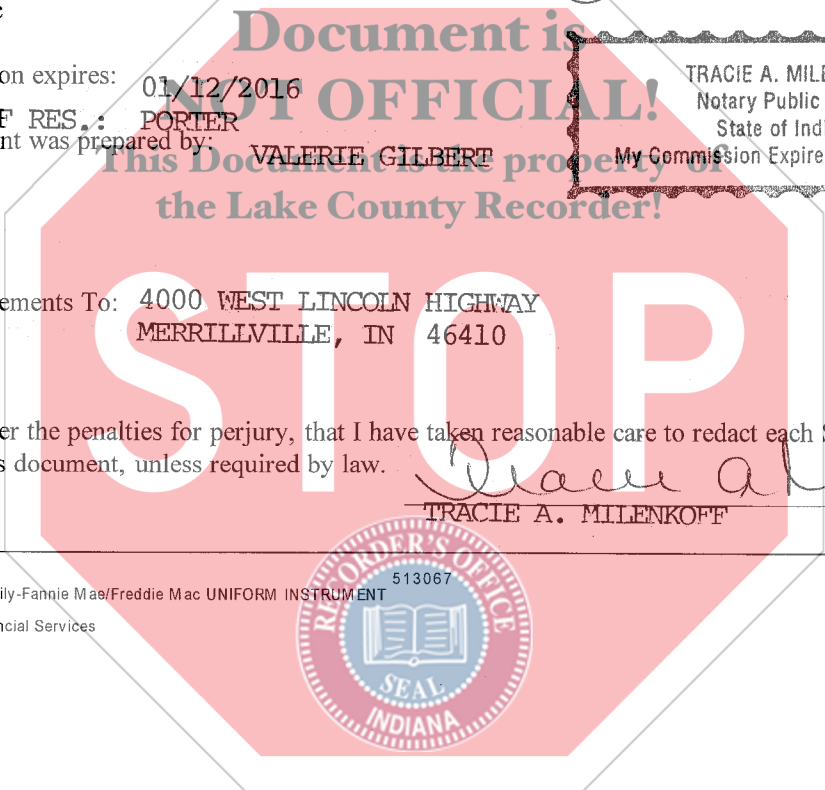 Document is
on expires: 01/12/2016
NOT OFFICIAL!
TRACIE A. MILE
Notary Public
F RES.: PORTER
State of Ind
nt was prepared by: VALERIE GILBERT
This Document is the property of
My Commission Expire
the Lake County Recorder!
STOP
ements To: 4000 WEST LINCOLN HIGHWAY
MERRILLVILLE, IN 46410
er the penalties for perjury, that I have taken reasonable care to redact each S
s document, unless required by law.
Tracie A
TRACIE A. MILENKOFF
513067
ily-Fannie Mae/Freddie Mac UNIFORM INSTRUMENT
ncial Services
RECORDER'S OFFICE
SEAL
INDIANA